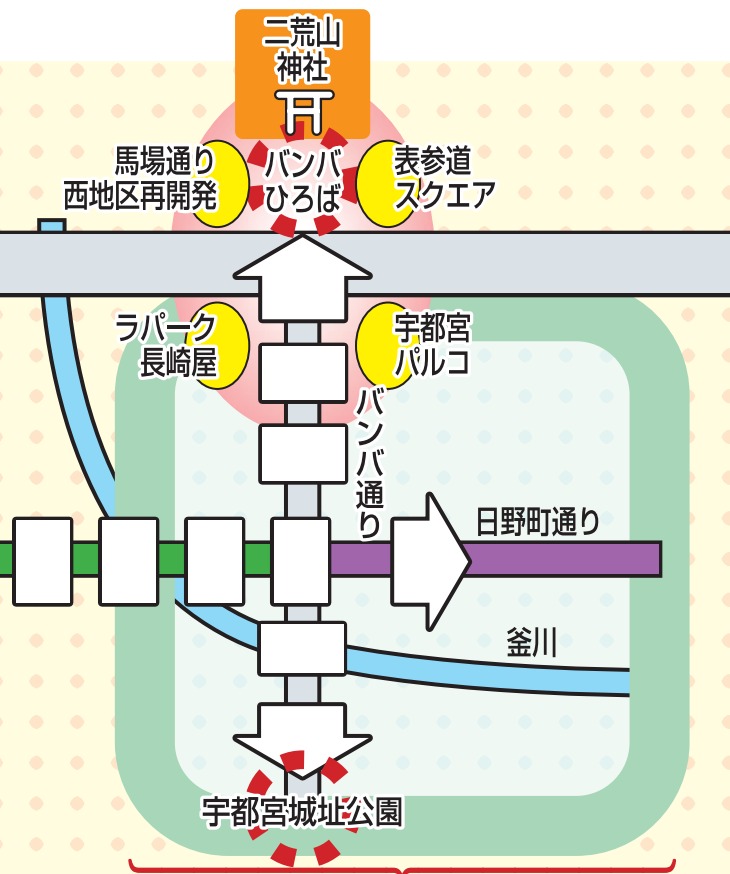 二荒山
神社
馬場通り
西地区再開発
バンバ
ひろば
表参道
スクエア
ラパーク
長崎屋
宇都宮
パルコ
バンバ通り
日野町通り
釜川
宇都宮城址公園